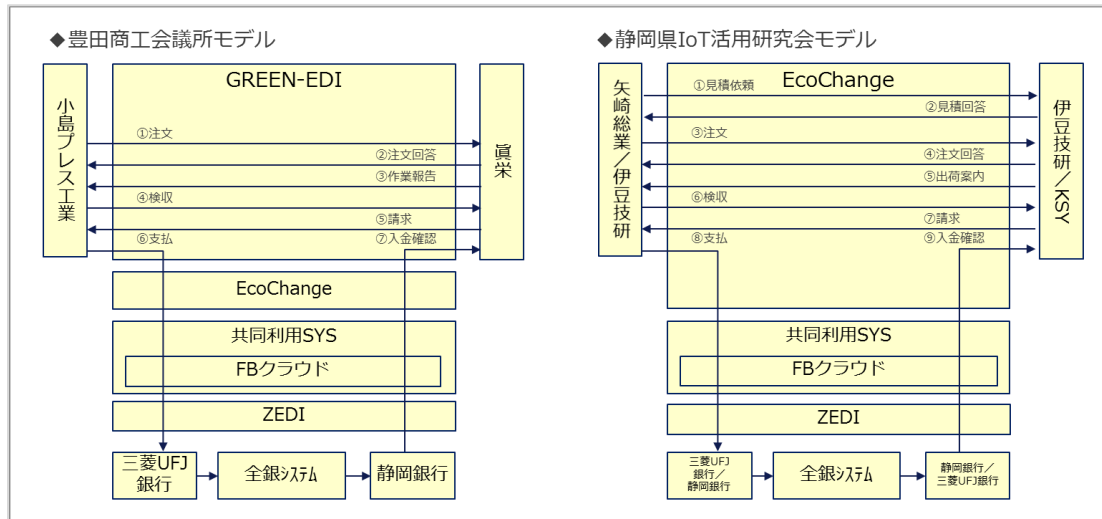 ◆豊田商工会議所モデル
小島プレス工業
GREEN-EDI
眞栄
①注文
②注文回答
③作業報告
④検収
⑤請求
⑥支払
⑦入金確認
EcoChange
共同利用SYS
FBクラウド
ZEDI
三菱UFJ
銀行
全銀ｼｽﾃﾑ
静岡銀行
◆静岡県IoT活用研究会モデル
矢崎総業／伊豆技研
EcoChange
伊豆技研／KSY
①見積依頼
②見積回答
③注文
④注文回答
⑤出荷案内
⑥検収
⑦請求
⑧支払
⑨入金確認
共同利用SYS
FBクラウド
ZEDI
三菱UFJ
銀行／
静岡銀行
全銀ｼｽﾃﾑ
静岡銀行／
三菱UFJ銀行